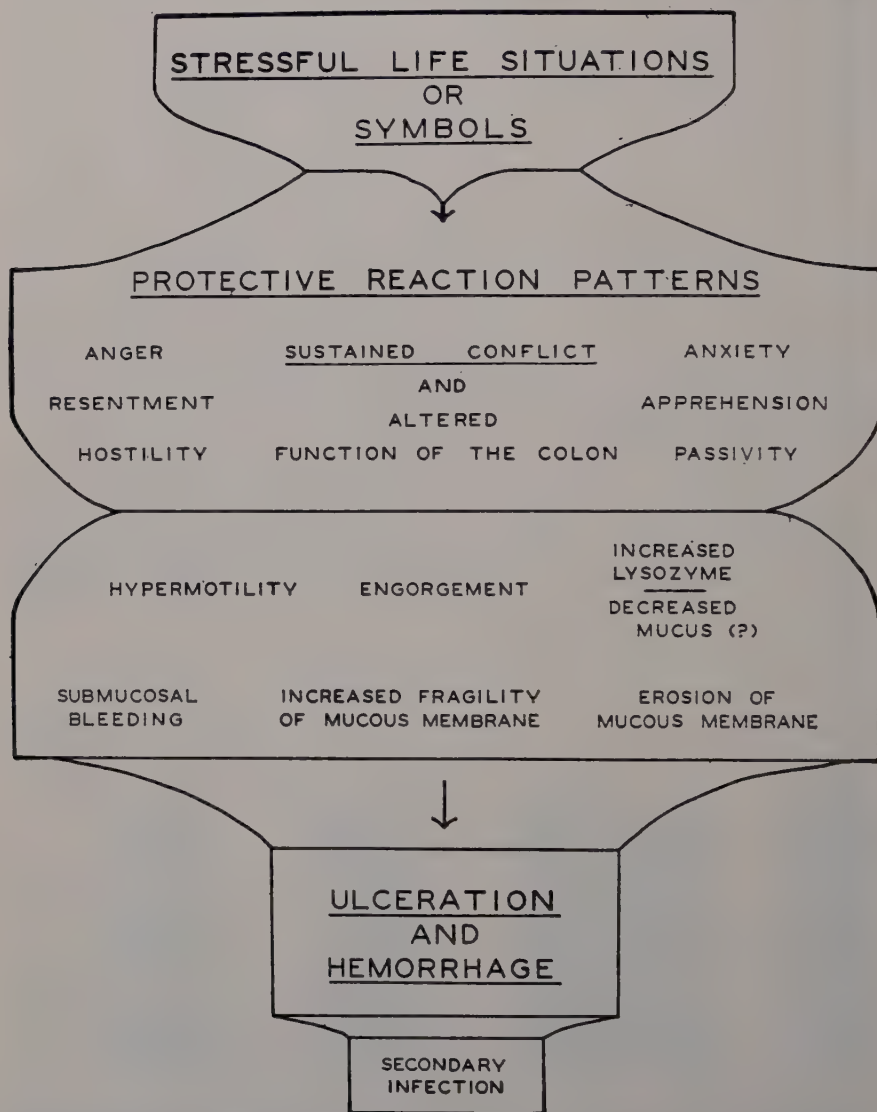 STRESSFUL LIFE SITUATIONS
OR
SYMBOLS
PROTECTIVE REACTION PATTERNS
ANGER SUSTAINED CONFLICT ANXIETY
AND
RESENTMENT APPREHENSION
ALTERED
HOSTILITY FUNCTION OF THE COLON PASSIVITY
HYPERMOTILITY ENGORGEMENT
INCREASED
LYSOZYME
DECREASED
MUCUS (?)
SUBMUCOSAL
BLEEDING
INCREASED FRAGILITY
OF MUCOUS MEMBRANE
EROSION OF
MUCOUS MEMBRANE
ULCERATION
AND
HEMORRHAGE
SECONDARY
INFECTION